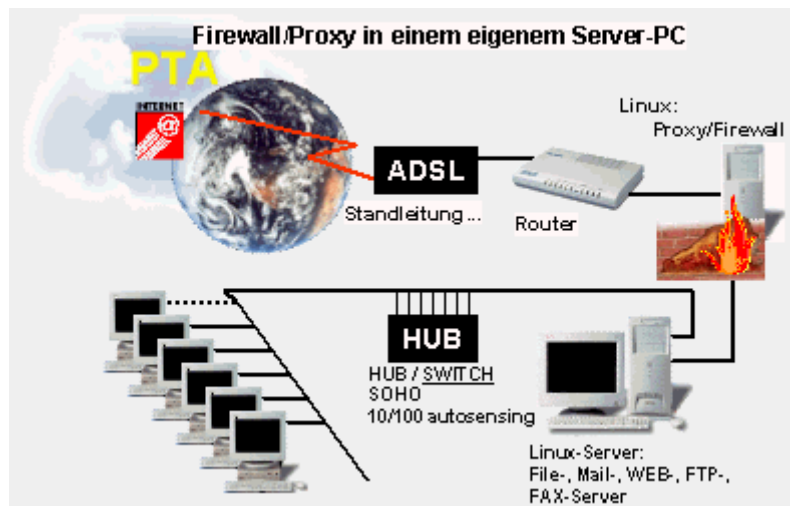 Firewall/Proxy in einem eigenem Server-PC
PTA
INTERNET
@
Linux:
Proxy/Firewall
ADSL
Standleitung...
Router
HUB
HUB / SWITCH
SOHO
10/100 autosensing
Linux-Server:
File-, Mail-, WEB-, FTP-,
FAX-Server